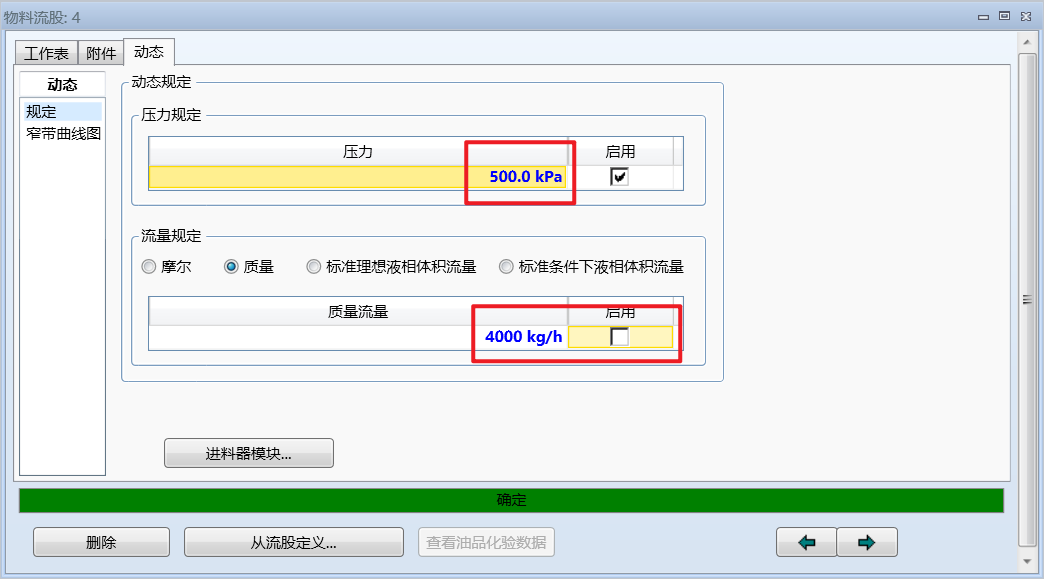 物料流股: 4
工作表 附件 动态
动态
规定
窄带曲线图
动态规定
压力规定
压力 启用
500.0 kPa
流量规定
摩尔 质量 标准理想液相体积流量 标准条件下液相体积流量
质量流量 启用
4000 kg/h
进料器模块...
确定
删除 从流股定义... 查看油品化验数据